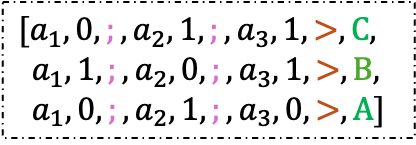 [a₁, 0, ; , a₂, 1, ; , a₃, 1, >, C,
a₁, 1, ; , a₂, 0, ; , a₃, 1, >, B,
a₁, 0, ; , a₂, 1, ; , a₃, 0, >, A]